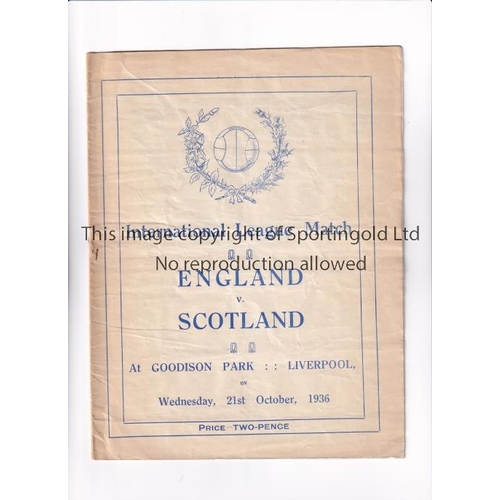 International League Match
This image copyright of Sportingold Ltd
No reproduction allowed
ENGLAND
v.
SCOTLAND
At GOODISON PARK : : LIVERPOOL,
on
Wednesday, 21st October, 1936
PRICE TWO-PENCE